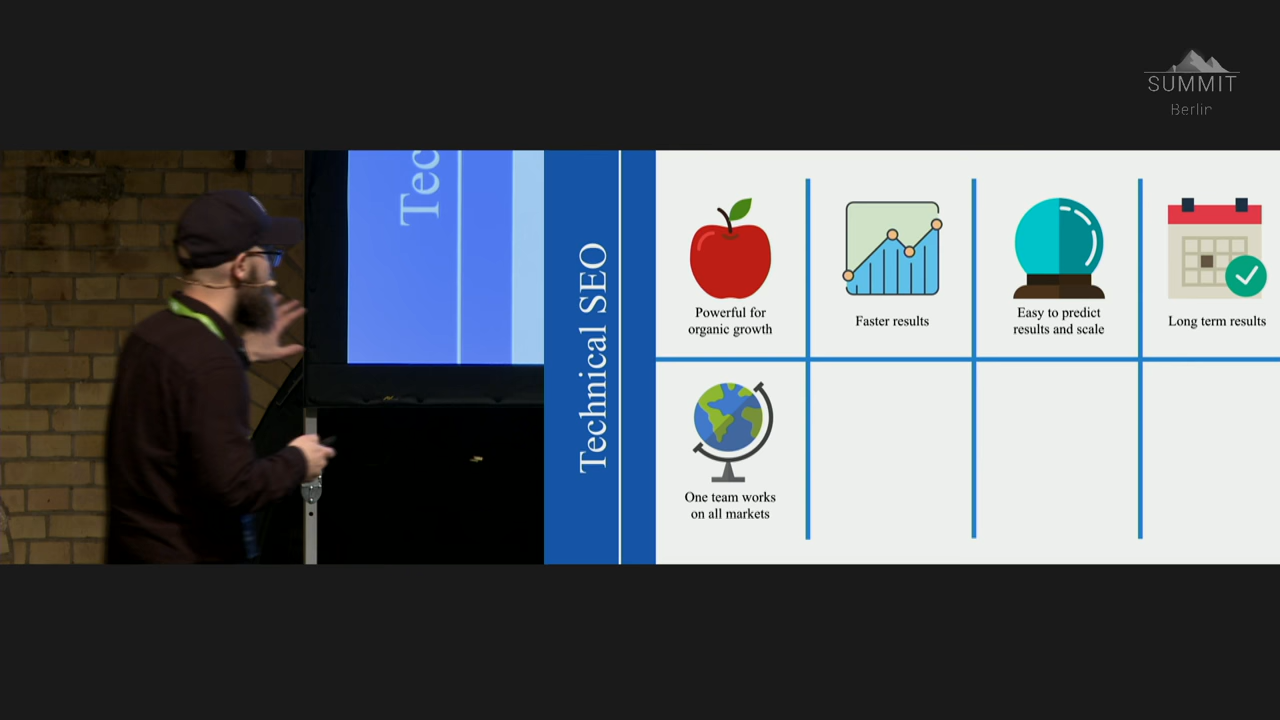 SUMMIT
Berlin
Tec
Technical SEO
Powerful for
organic growth
Faster results
Easy to predict
results and scale
Long term results
One team works
on all markets